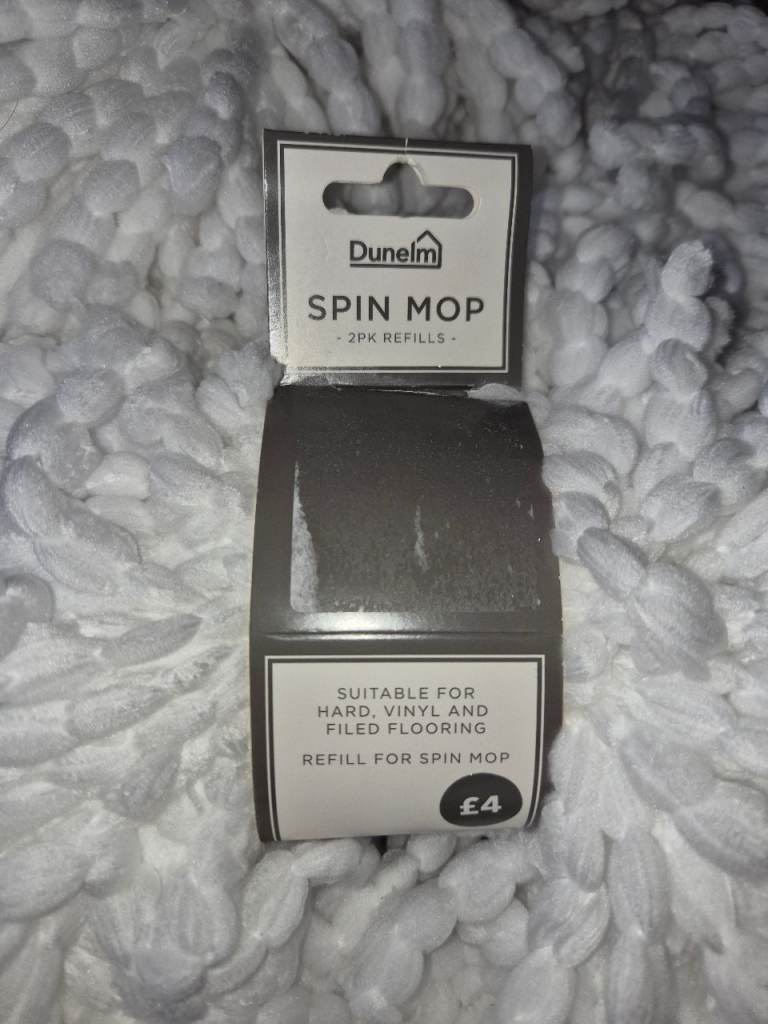 Dunelm
SPIN MOP
- 2PK REFILLS -
SUITABLE FOR
HARD, VINYL AND
FILED FLOORING
REFILL FOR SPIN MOP
£4